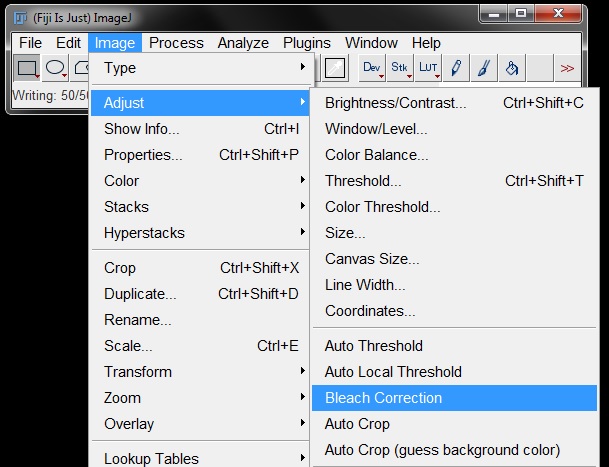 (Fiji Is Just) ImageJ
File Edit Image Process Analyze Plugins Window Help
Dev Stk LUT >>
Writing: 50/50
Type
Adjust
Show Info... Ctrl+I
Properties... Ctrl+Shift+P
Color
Stacks
Hyperstacks
Crop Ctrl+Shift+X
Duplicate... Ctrl+Shift+D
Rename...
Scale... Ctrl+E
Transform
Zoom
Overlay
Lookup Tables
Brightness/Contrast... Ctrl+Shift+C
Window/Level...
Color Balance...
Threshold... Ctrl+Shift+T
Color Threshold...
Size...
Canvas Size...
Line Width...
Coordinates...
Auto Threshold
Auto Local Threshold
Bleach Correction
Auto Crop
Auto Crop (guess background color)